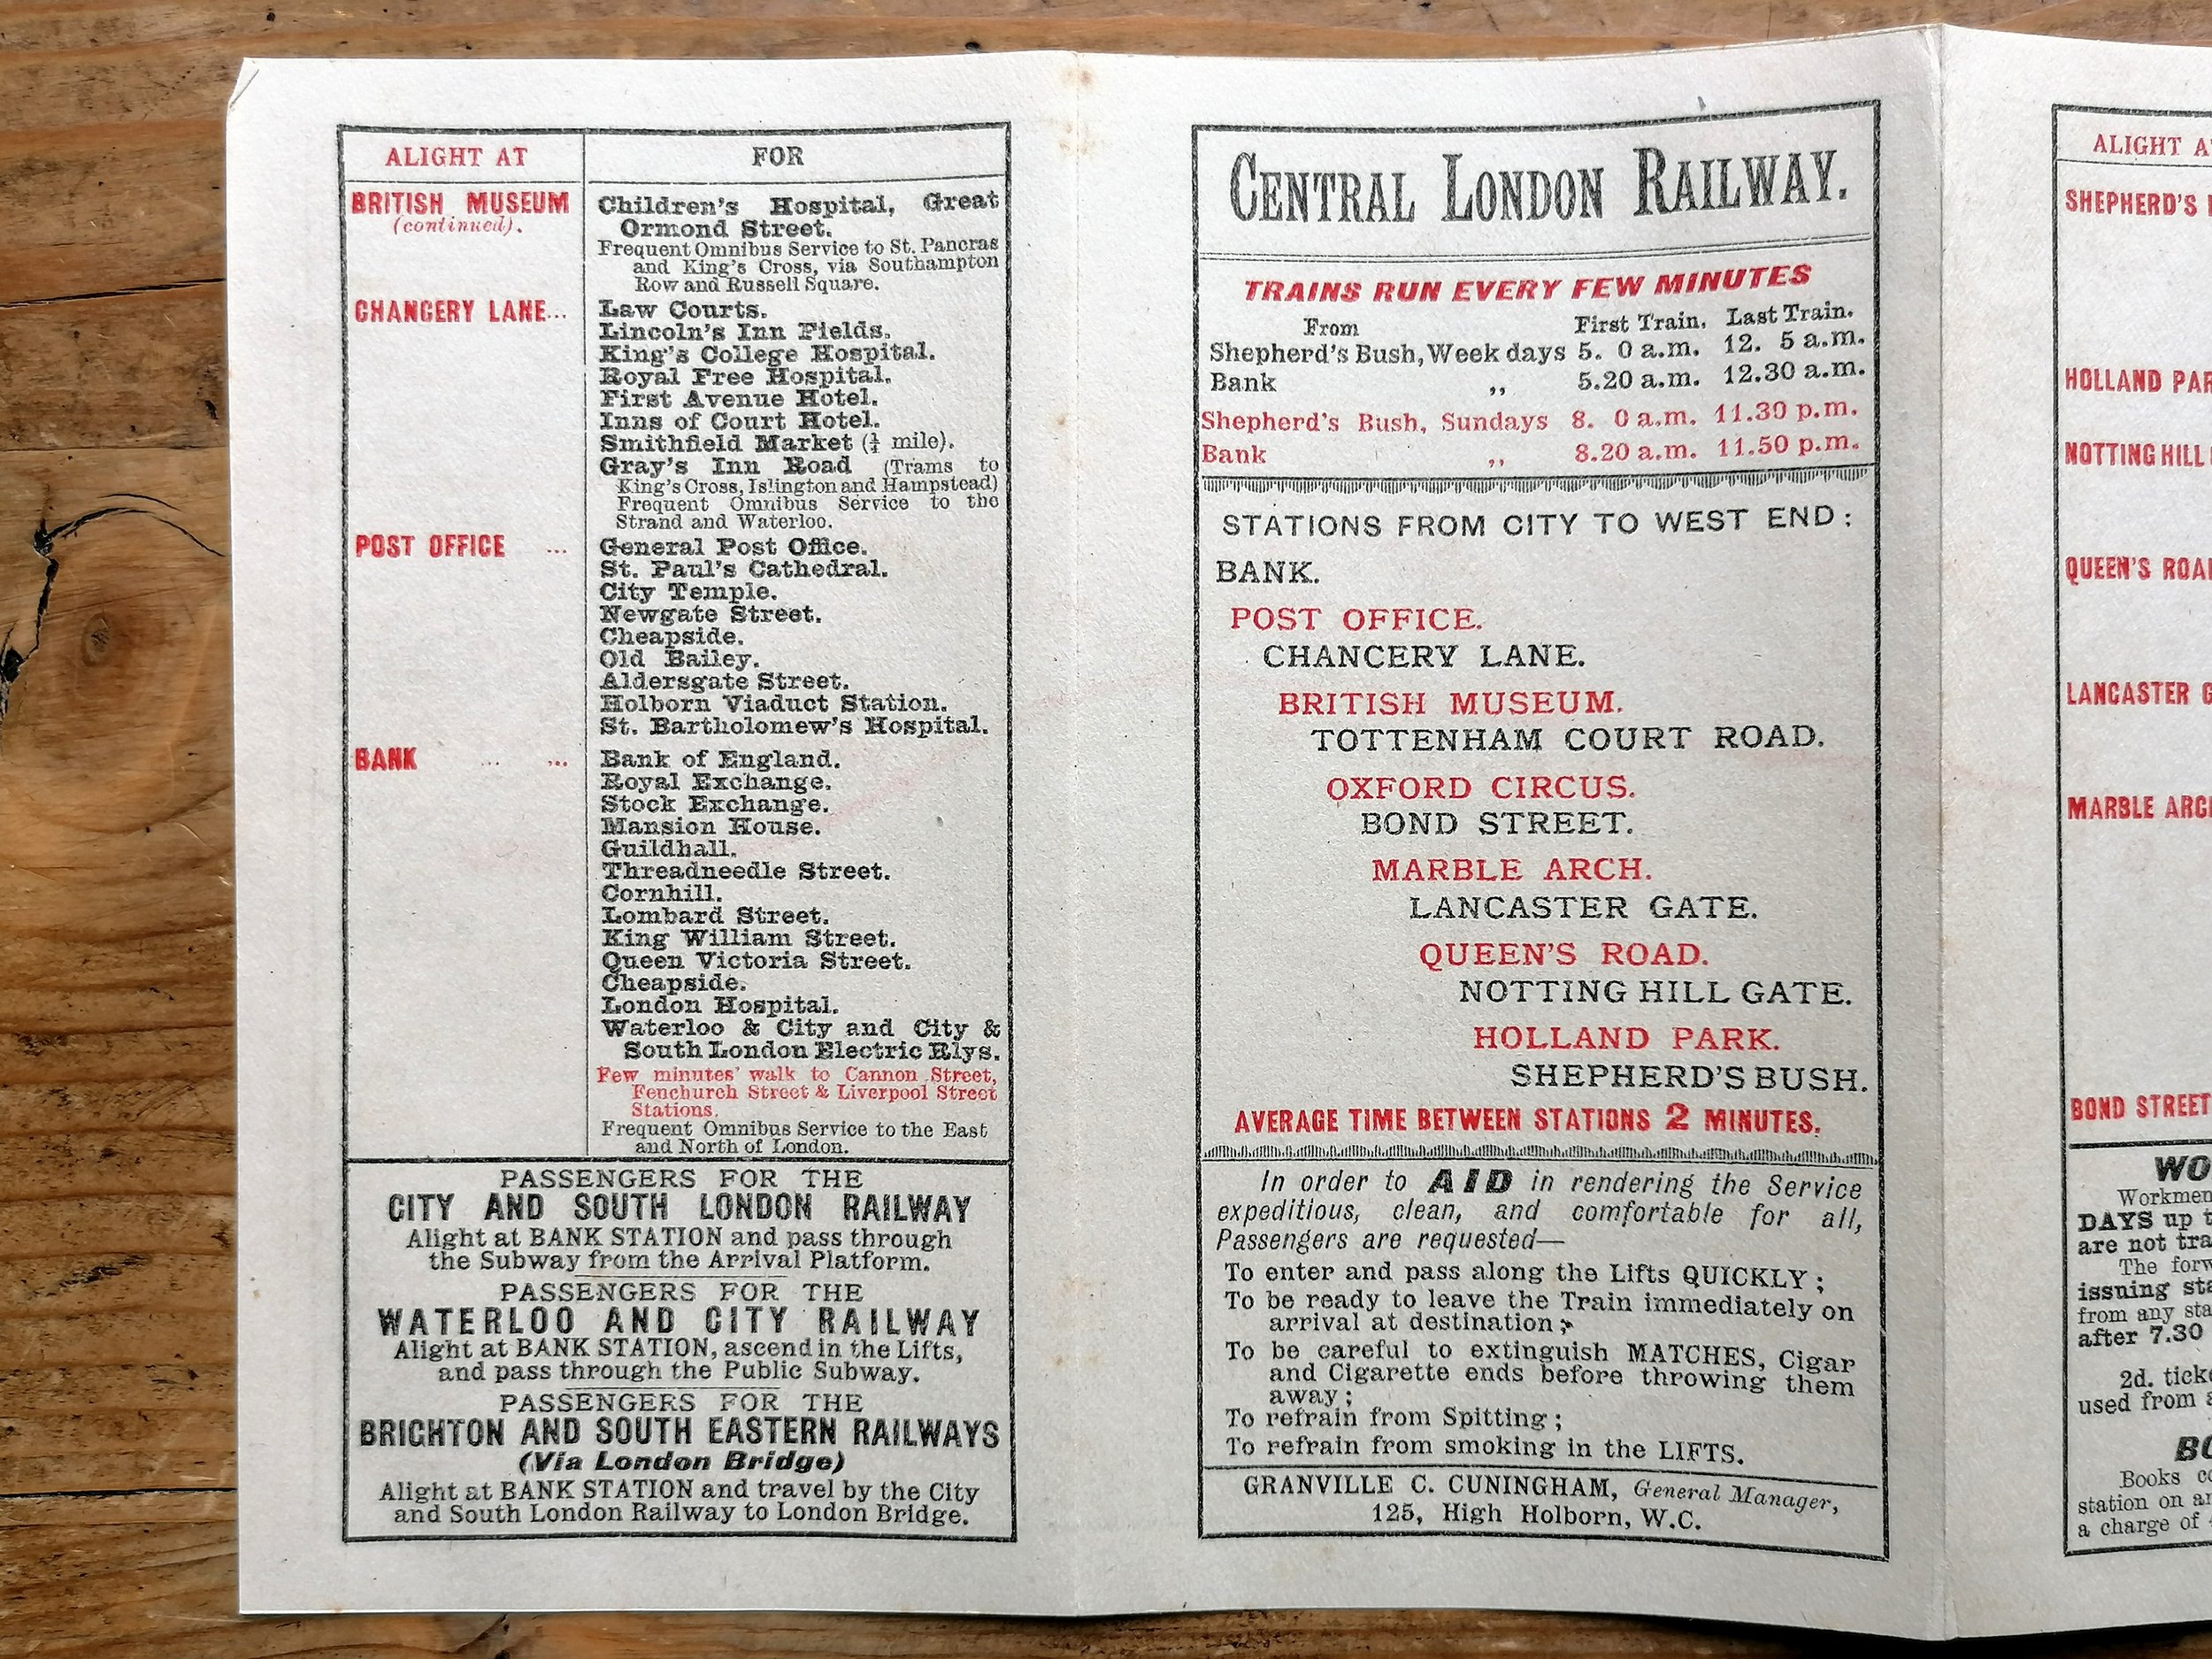 ALIGHT AT
FOR
BRITISH MUSEUM
(continued).
Children's Hospital, Great
Ormond Street.
Frequent Omnibus Service to St. Pancras
and King's Cross, via Southampton
Row and Russell Square.
CHANCERY LANE...
Law Courts.
Lincoln's Inn Fields.
King's College Hospital.
Royal Free Hospital.
First Avenue Hotel.
Inns of Court Hotel.
Smithfield Market ( mile).
Gray's Inn Road (Trams to
King's Cross, Islington and Hampstead)
Frequent Omnibus Service to the
Strand and Waterloo.
POST OFFICE ...
General Post Office.
St. Paul's Cathedral.
City Temple.
Newgate Street.
Cheapside.
Old Bailey.
Aldersgate Street.
Holborn Viaduct Station.
St. Bartholomew's Hospital.
BANK ... ...
Bank of England.
Royal Exchange.
Stock Exchange.
Mansion House.
Guildhall.
Threadneedle Street.
Cornhill.
Lombard Street.
King William Street.
Queen Victoria Street.
Cheapside.
London Hospital.
Waterloo & City and City &
South London Electric Rlys.
Few minutes' walk to Cannon Street,
Fenchurch Street & Liverpool Street
Stations.
Frequent Omnibus Service to the East
and North of London.
PASSENGERS FOR THE
CITY AND SOUTH LONDON RAILWAY
Alight at BANK STATION and pass through
the Subway from the Arrival Platform.
PASSENGERS FOR THE
WATERLOO AND CITY RAILWAY
Alight at BANK STATION, ascend in the Lifts,
and pass through the Public Subway.
PASSENGERS FOR THE
BRIGHTON AND SOUTH EASTERN RAILWAYS
(Via London Bridge)
Alight at BANK STATION and travel by the City
and South London Railway to London Bridge.
CENTRAL LONDON RAILWAY.
TRAINS RUN EVERY FEW MINUTES
From First Train. Last Train.
Shepherd's Bush, Week days 5. 0 a.m. 12. 5 a.m.
Bank ,, 5.20 a.m. 12.30 a.m.
Shepherd's Bush, Sundays 8. 0 a.m. 11.30 p.m.
Bank ,, 8.20 a.m. 11.50 p.m.
STATIONS FROM CITY TO WEST END:
BANK.
POST OFFICE.
CHANCERY LANE.
BRITISH MUSEUM.
TOTTENHAM COURT ROAD.
OXFORD CIRCUS.
BOND STREET.
MARBLE ARCH.
LANCASTER GATE.
QUEEN'S ROAD.
NOTTING HILL GATE.
HOLLAND PARK.
SHEPHERD'S BUSH.
AVERAGE TIME BETWEEN STATIONS 2 MINUTES.
In order to AID in rendering the Service
expeditious, clean, and comfortable for all,
Passengers are requested—
To enter and pass along the Lifts QUICKLY;
To be ready to leave the Train immediately on
arrival at destination;
To be careful to extinguish MATCHES, Cigar
and Cigarette ends before throwing them
away;
To refrain from Spitting;
To refrain from smoking in the LIFTS.
GRANVILLE C. CUNINGHAM, General Manager,
125, High Holborn, W.C.
ALIGHT A
SHEPHERD'S
HOLLAND PAR
NOTTING HILL
QUEEN'S ROA
LANCASTER G
MARBLE ARC
BOND STREET
WO
Workmen
DAYS up t
are not tra
The forw
issuing sta
from any sta
after 7.30
2d. ticke
used from a
BO
Books co
station on an
a charge of